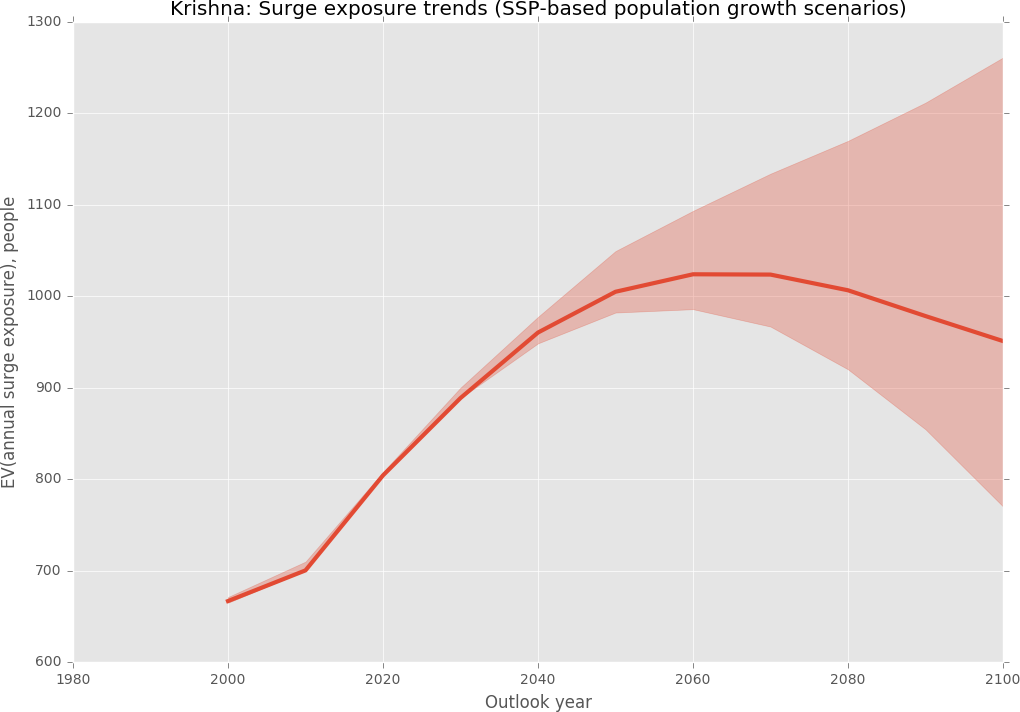 Krishna: Surge exposure trends (SSP-based population growth scenarios)
1300
1200
1100
1000
900
800
700
600
EV(annual surge exposure), people
1980 2000 2020 2040 2060 2080 2100
Outlook year